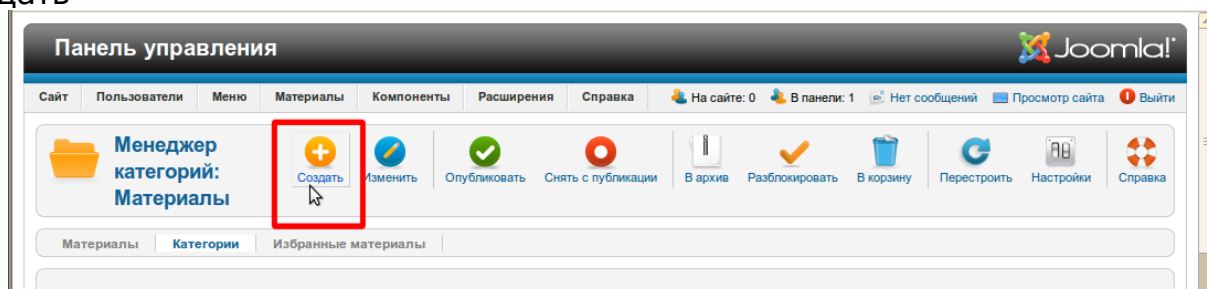 дать
Панель управления Joomla!
Сайт Пользователи Меню Материалы Компоненты Расширения Справка На сайте: 0 В панели: 1 Нет сообщений Просмотр сайта Выйти
Менеджер
категорий:
Материалы
Создать Изменить Опубликовать Снять с публикации В архив Разблокировать В корзину Перестроить Настройки Справка
Материалы Категории Избранные материалы